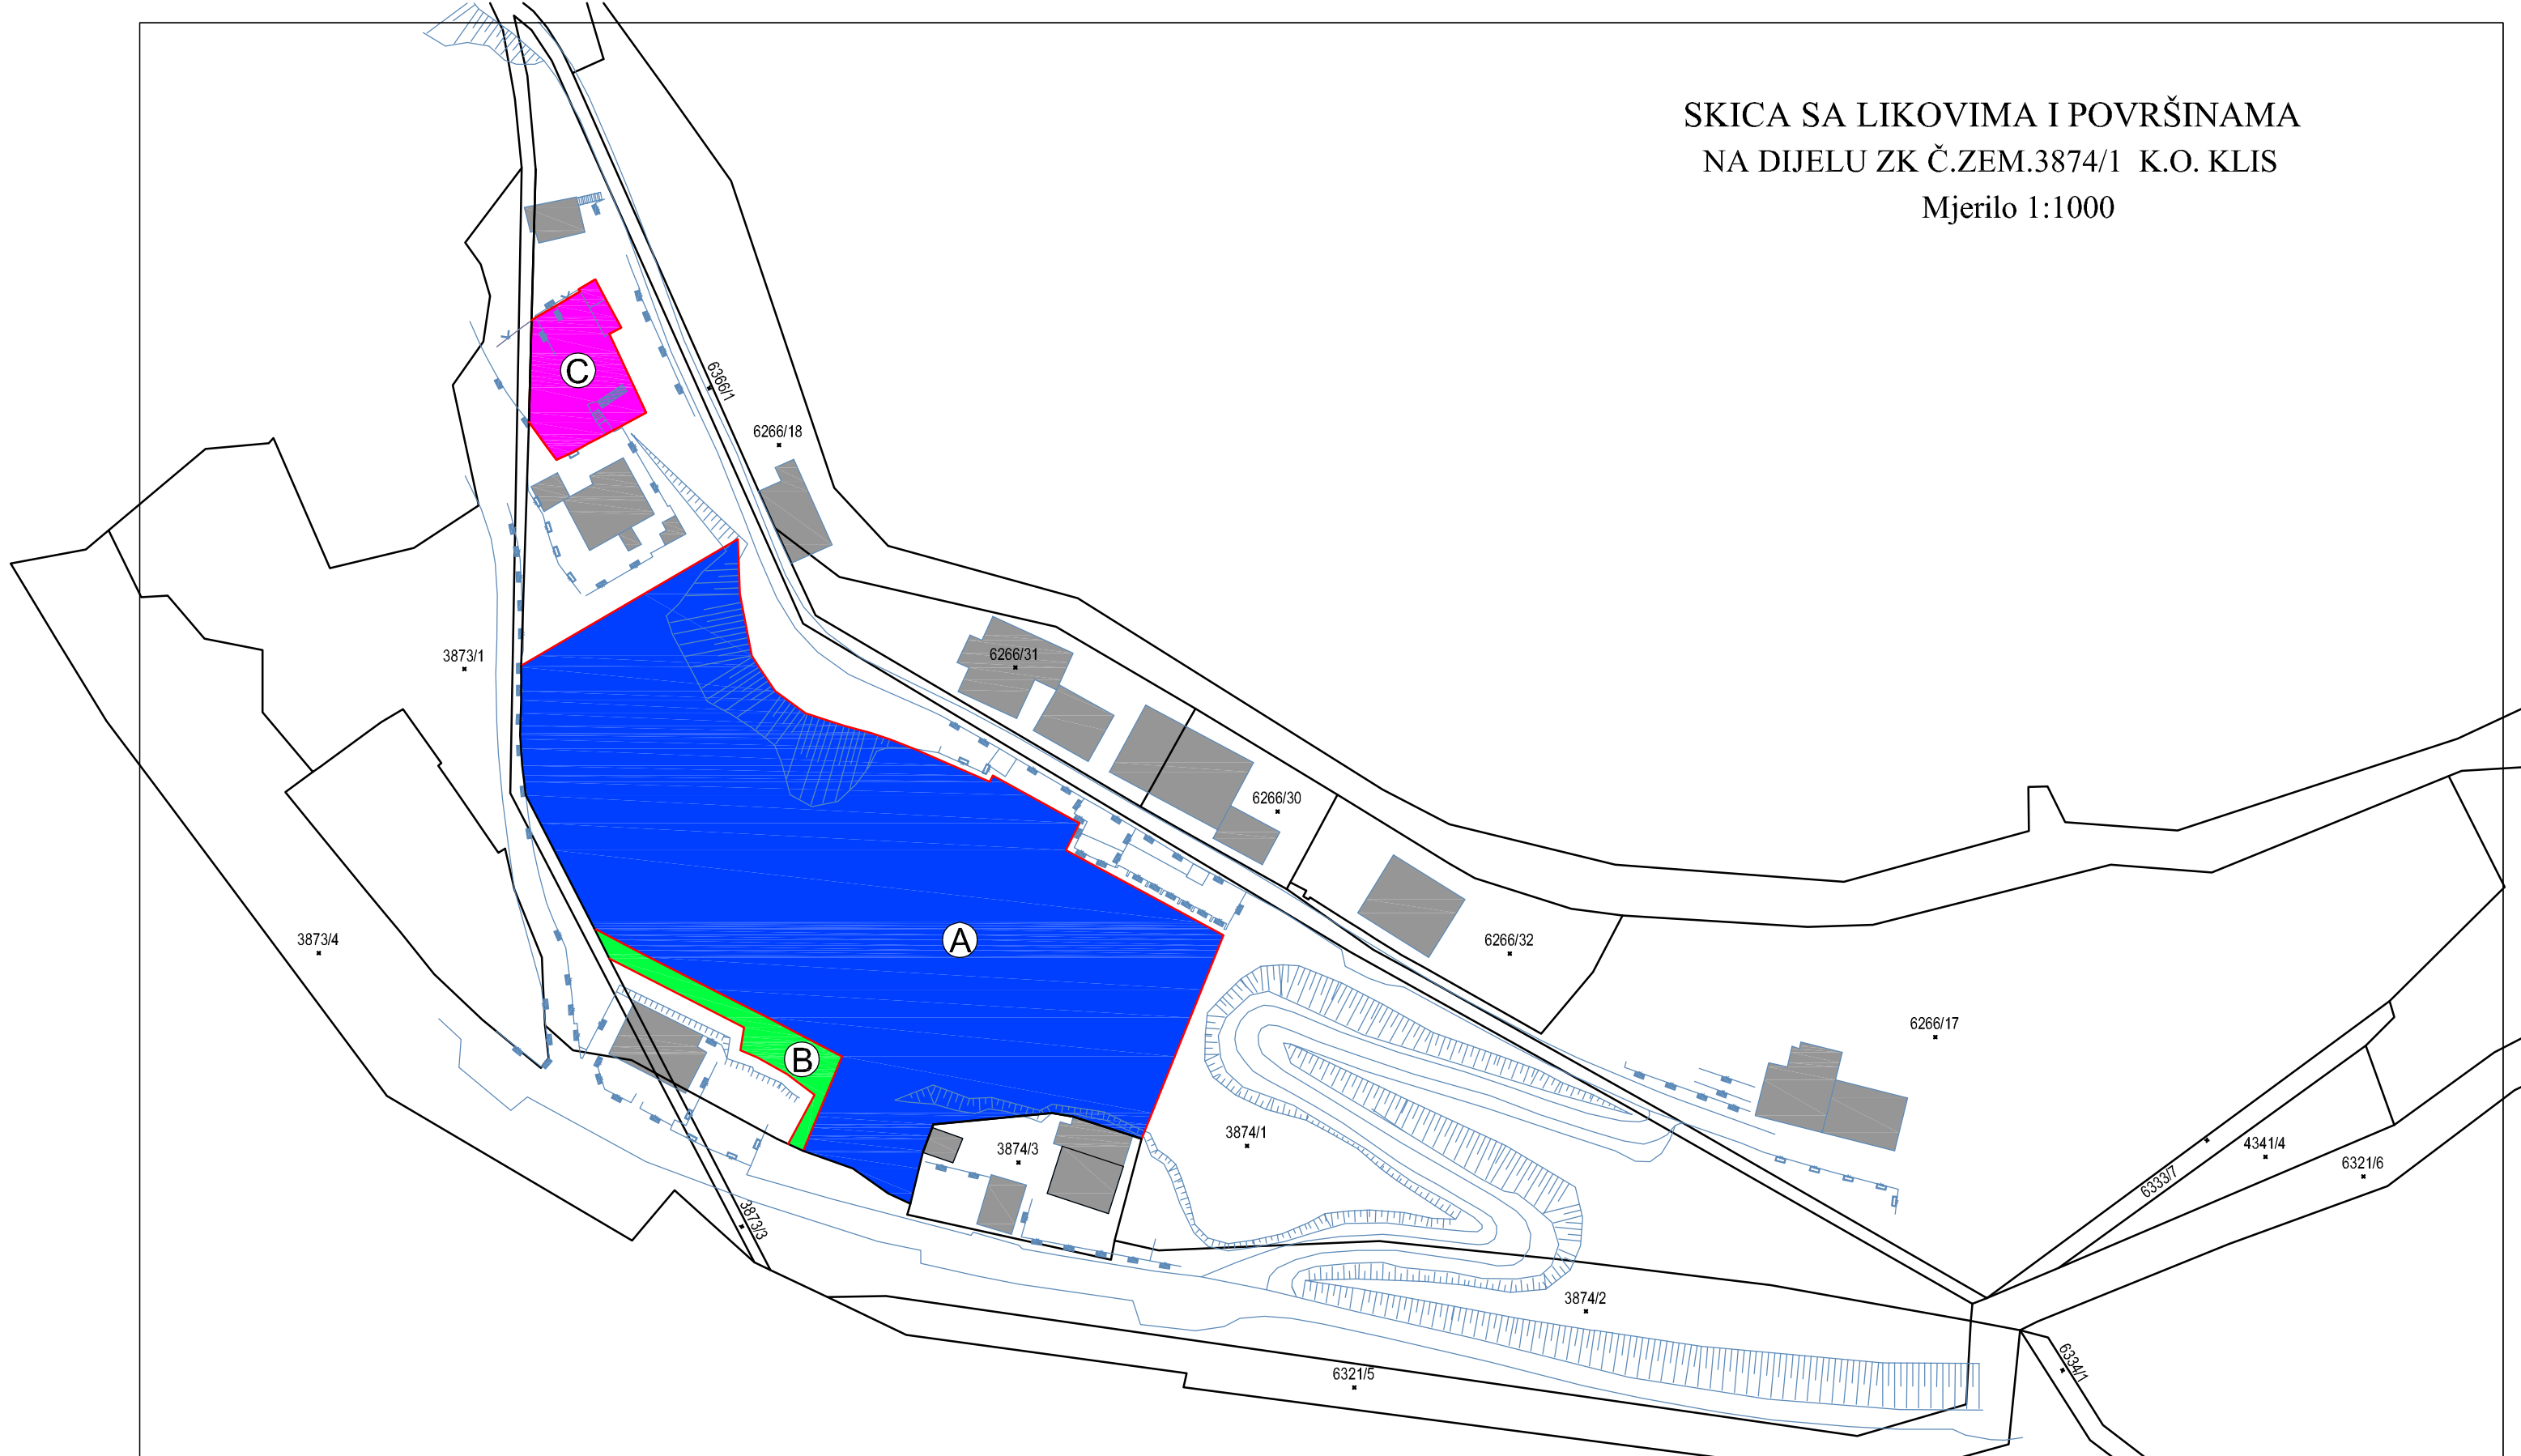 SKICA SA LIKOVIMA I POVRŠINAMA
NA DIJELU ZK Č.ZEM.3874/1 K.O. KLIS
Mjerilo 1:1000
C
6366/1
6266/18
3873/1
6266/31
6266/30
3873/4
A
6266/32
6266/17
B
3874/3
3874/1
4341/4
6321/6
6333/7
3873/3
3874/2
6334/1
6321/5